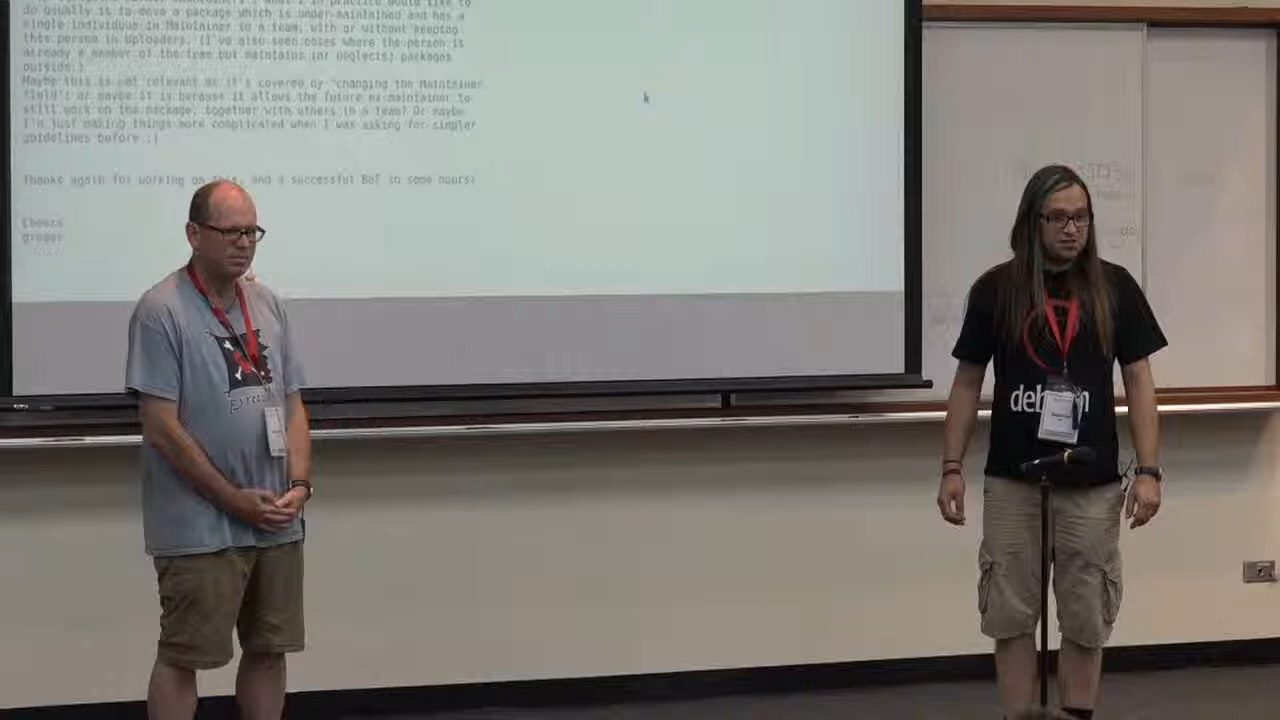 do usually is to move a package which is under-maintained and has a
single individual in Maintainer to a team, with or without keeping
this person in Uploaders. (I've also seen cases where the person is
already a member of the team but maintains (or neglects) packages
outside.)
Maybe this is not relevant as it's covered by "changing the Maintainer
field"; or maybe it is because it allows the future ex-maintainer to
still work on the package, together with others in a team? Or maybe
I'm just making things more complicated when I was asking for simpler
guidelines before :)
Thanks again for working on this, and a successful BoF in some hours!
Cheers
gregor
deb n